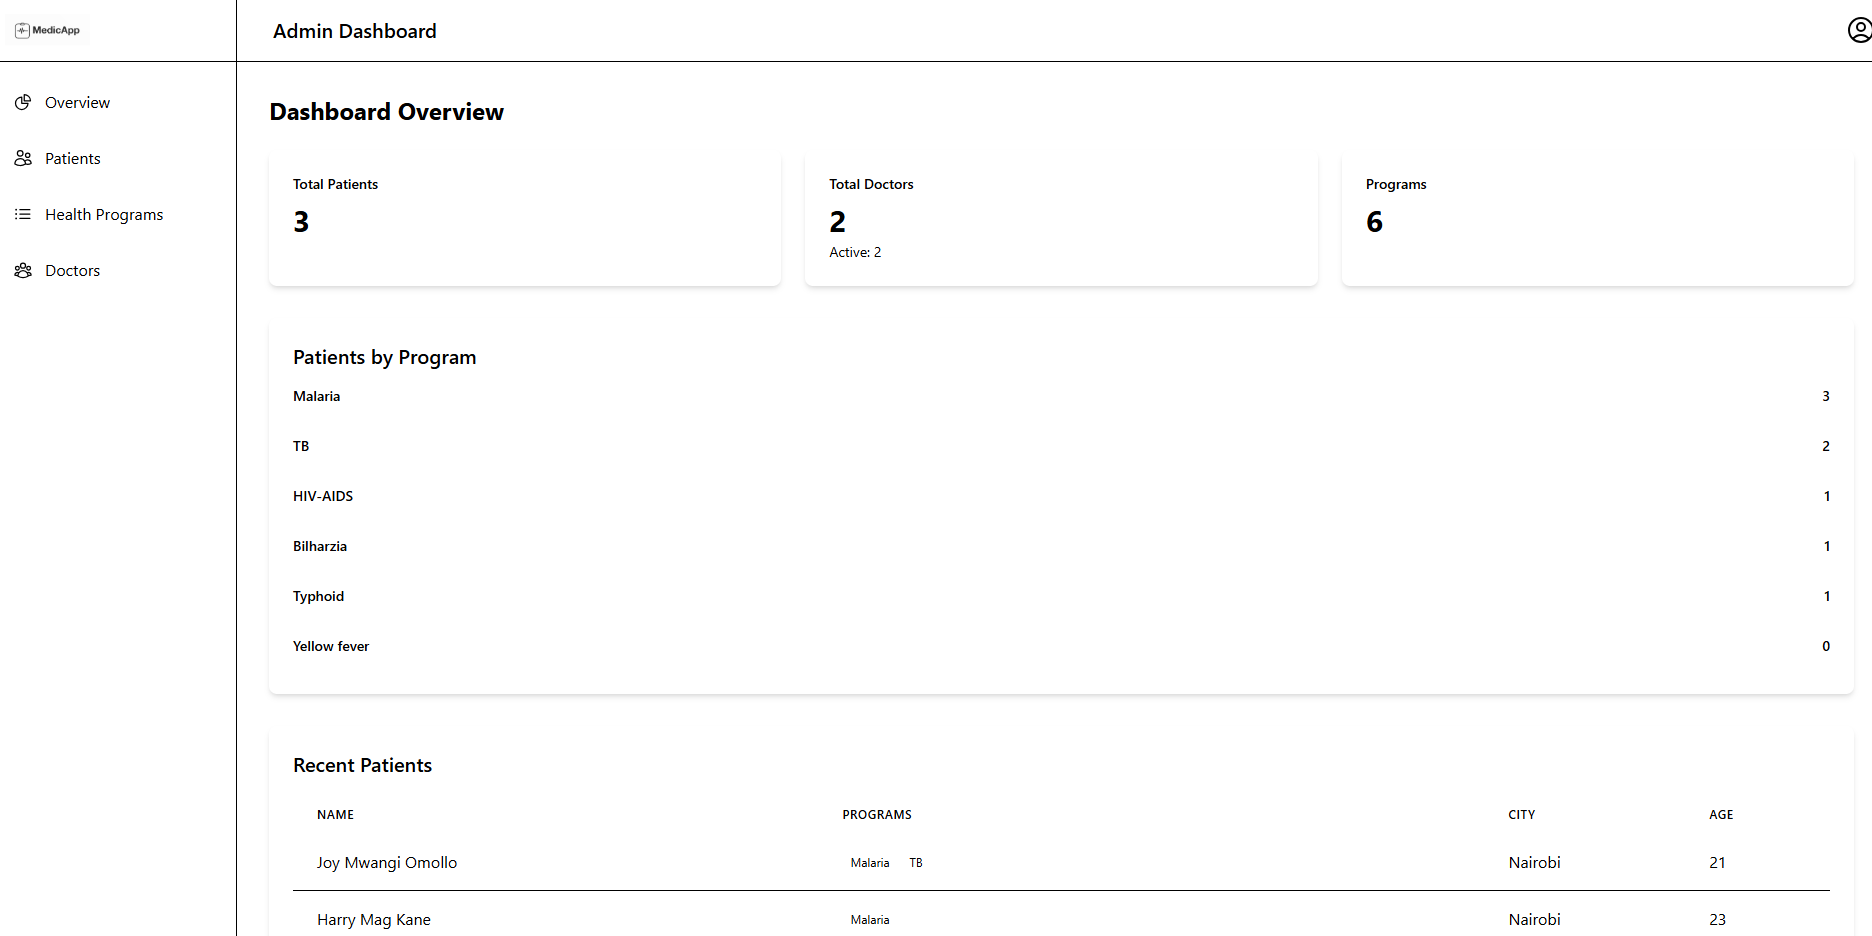 MedicApp
Admin Dashboard
Overview
Patients
Health Programs
Doctors
Dashboard Overview
Total Patients
3
Total Doctors
2
Active: 2
Programs
6
Patients by Program
Malaria 3
TB 2
HIV-AIDS 1
Bilharzia 1
Typhoid 1
Yellow fever 0
Recent Patients
NAME PROGRAMS CITY AGE
Joy Mwangi Omollo Malaria TB Nairobi 21
Harry Mag Kane Malaria Nairobi 23